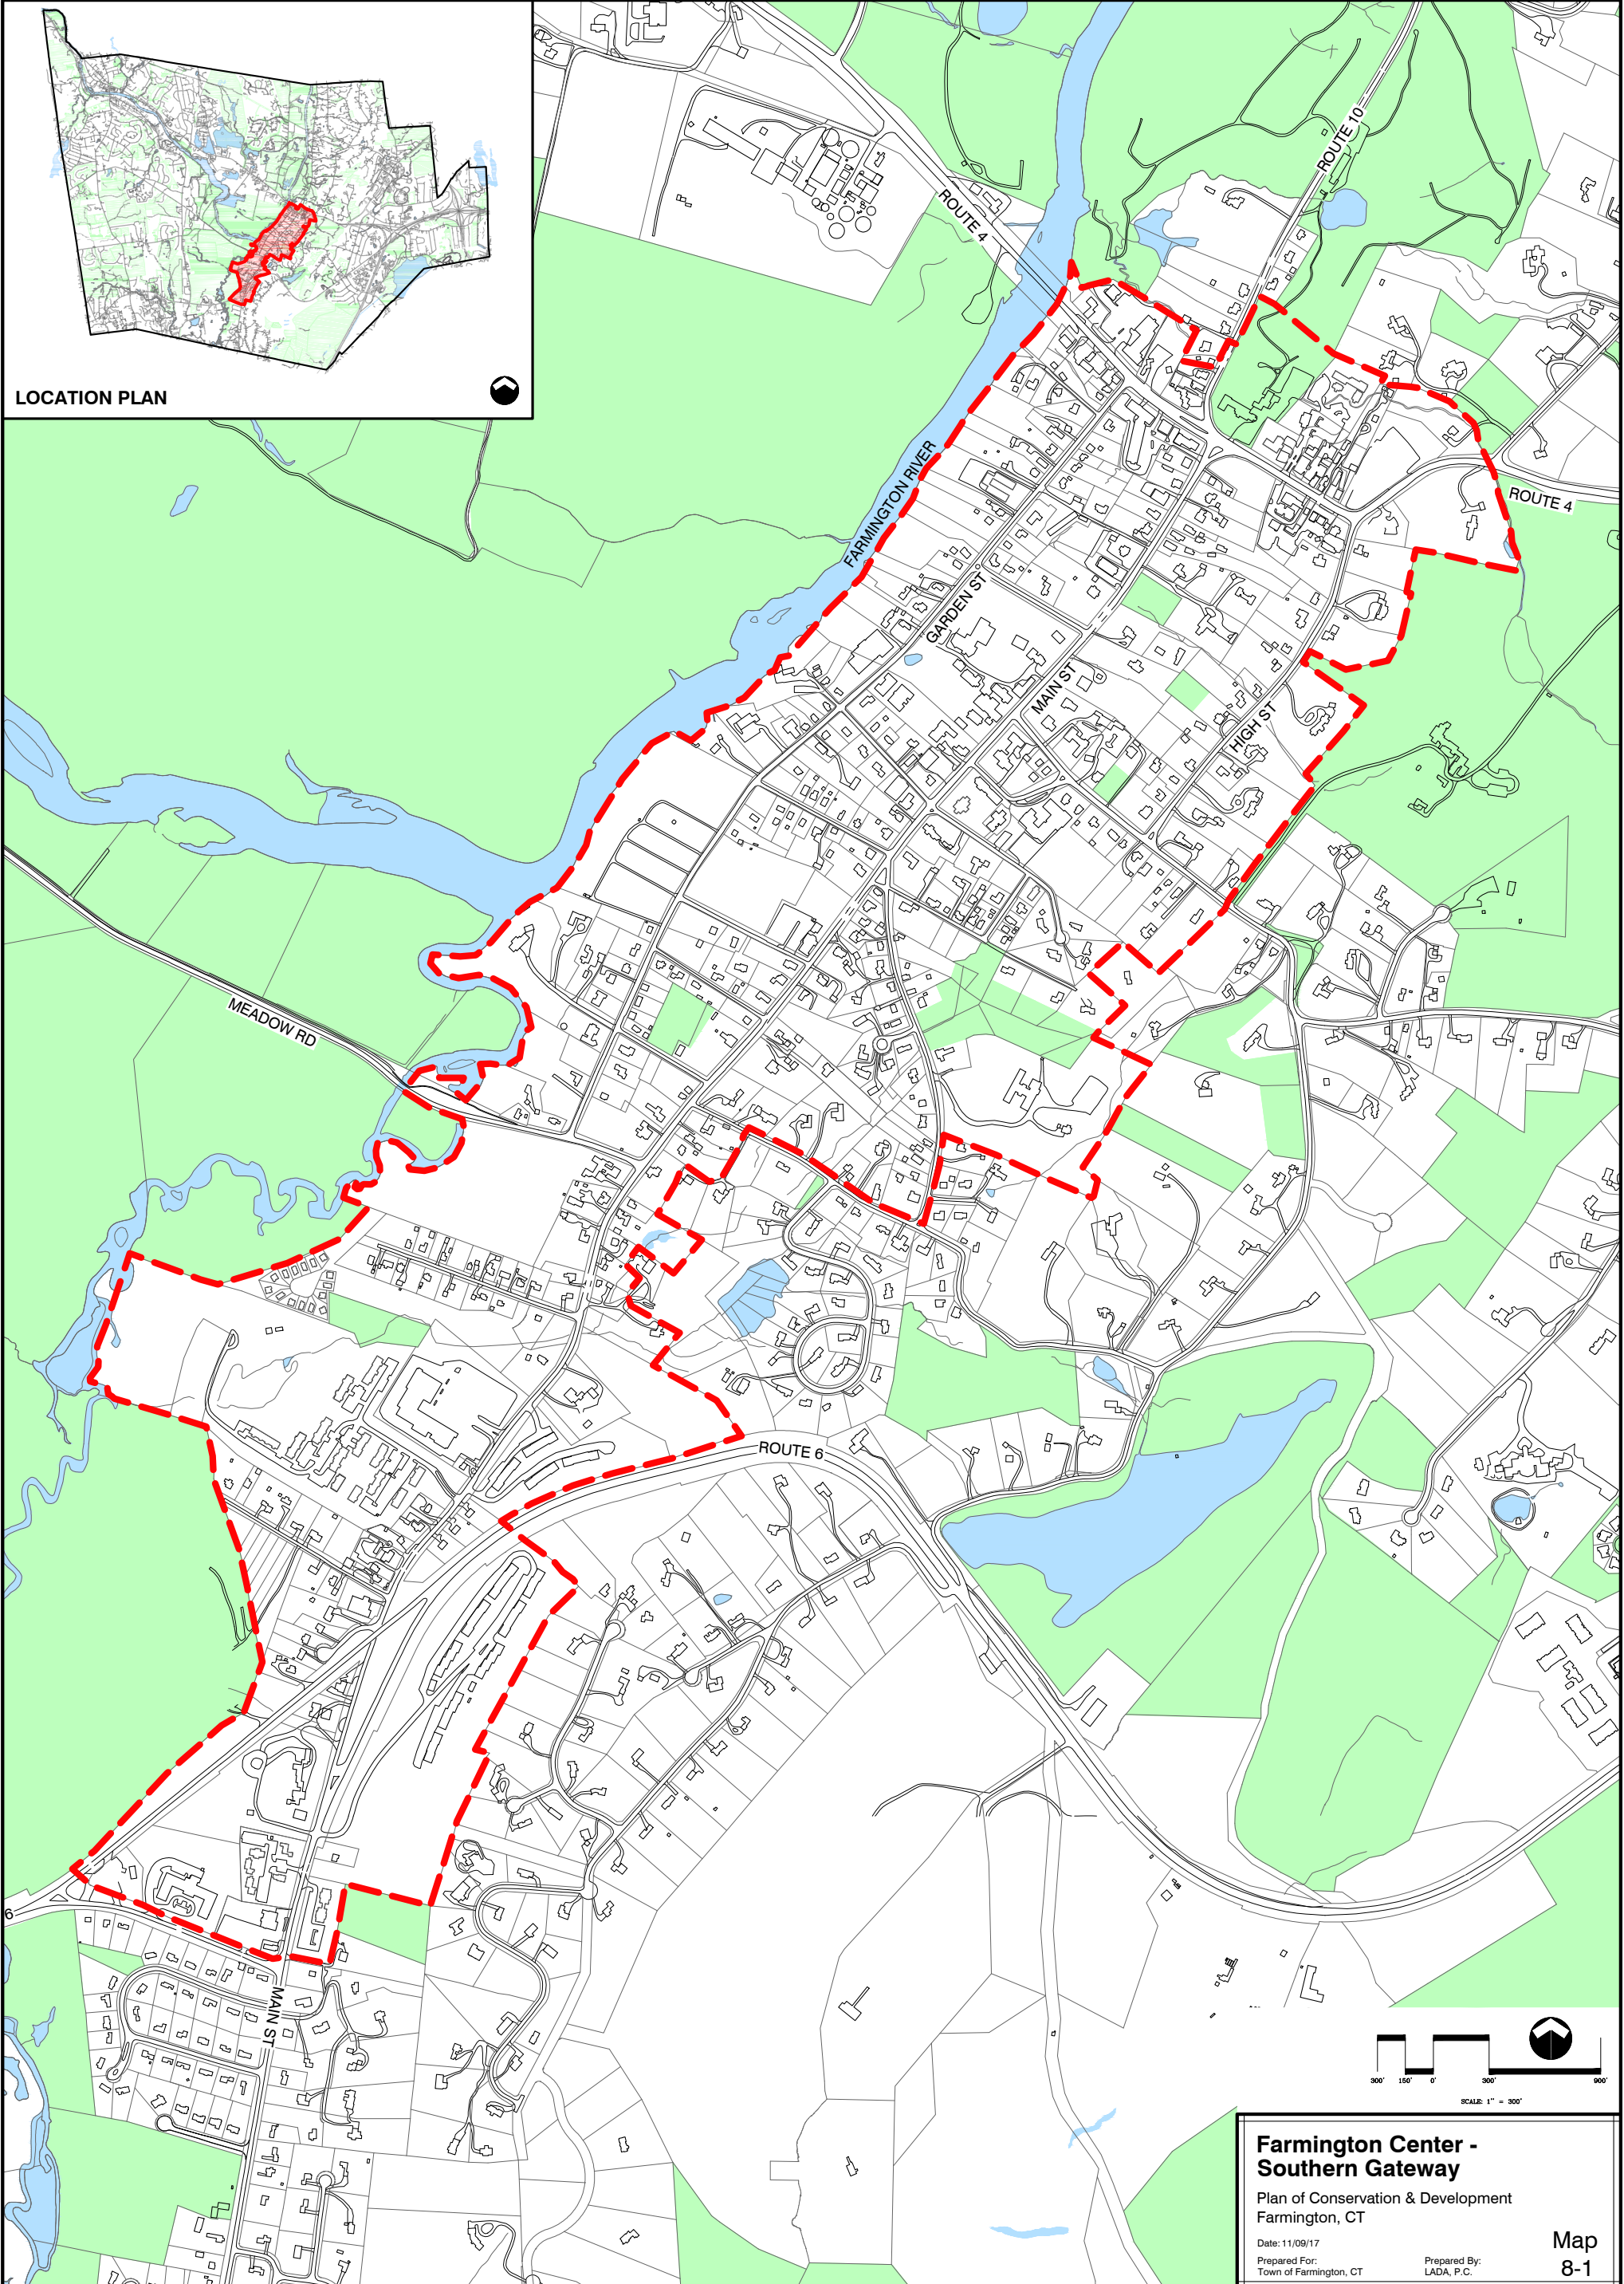 LOCATION PLAN
ROUTE 10
ROUTE 4
ROUTE 4
FARMINGTON RIVER
GARDEN ST
MAIN ST
HIGH ST
MEADOW RD
ROUTE 6
6
MAIN ST
300' 150' 0' 300' 900'
SCALE: 1" = 300'
Farmington Center -
Southern Gateway
Plan of Conservation & Development
Farmington, CT
Date: 11/09/17
Prepared For:
Town of Farmington, CT
Prepared By:
LADA, P.C.
Map
8-1